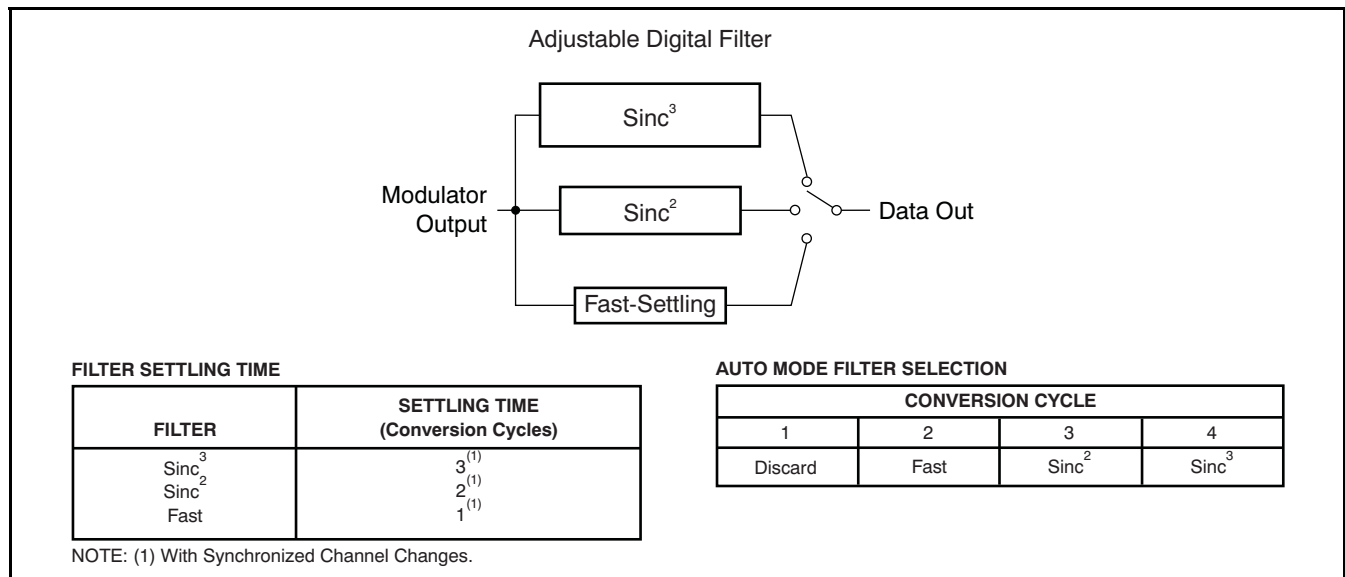 Adjustable Digital Filter
Sinc³
Modulator
Output
Sinc²
Data Out
Fast-Settling
FILTER SETTLING TIME
FILTER
SETTLING TIME
(Conversion Cycles)
Sinc³ 3⁽¹⁾
Sinc² 2⁽¹⁾
Fast 1⁽¹⁾
NOTE: (1) With Synchronized Channel Changes.
AUTO MODE FILTER SELECTION
CONVERSION CYCLE
1 2 3 4
Discard Fast Sinc² Sinc³